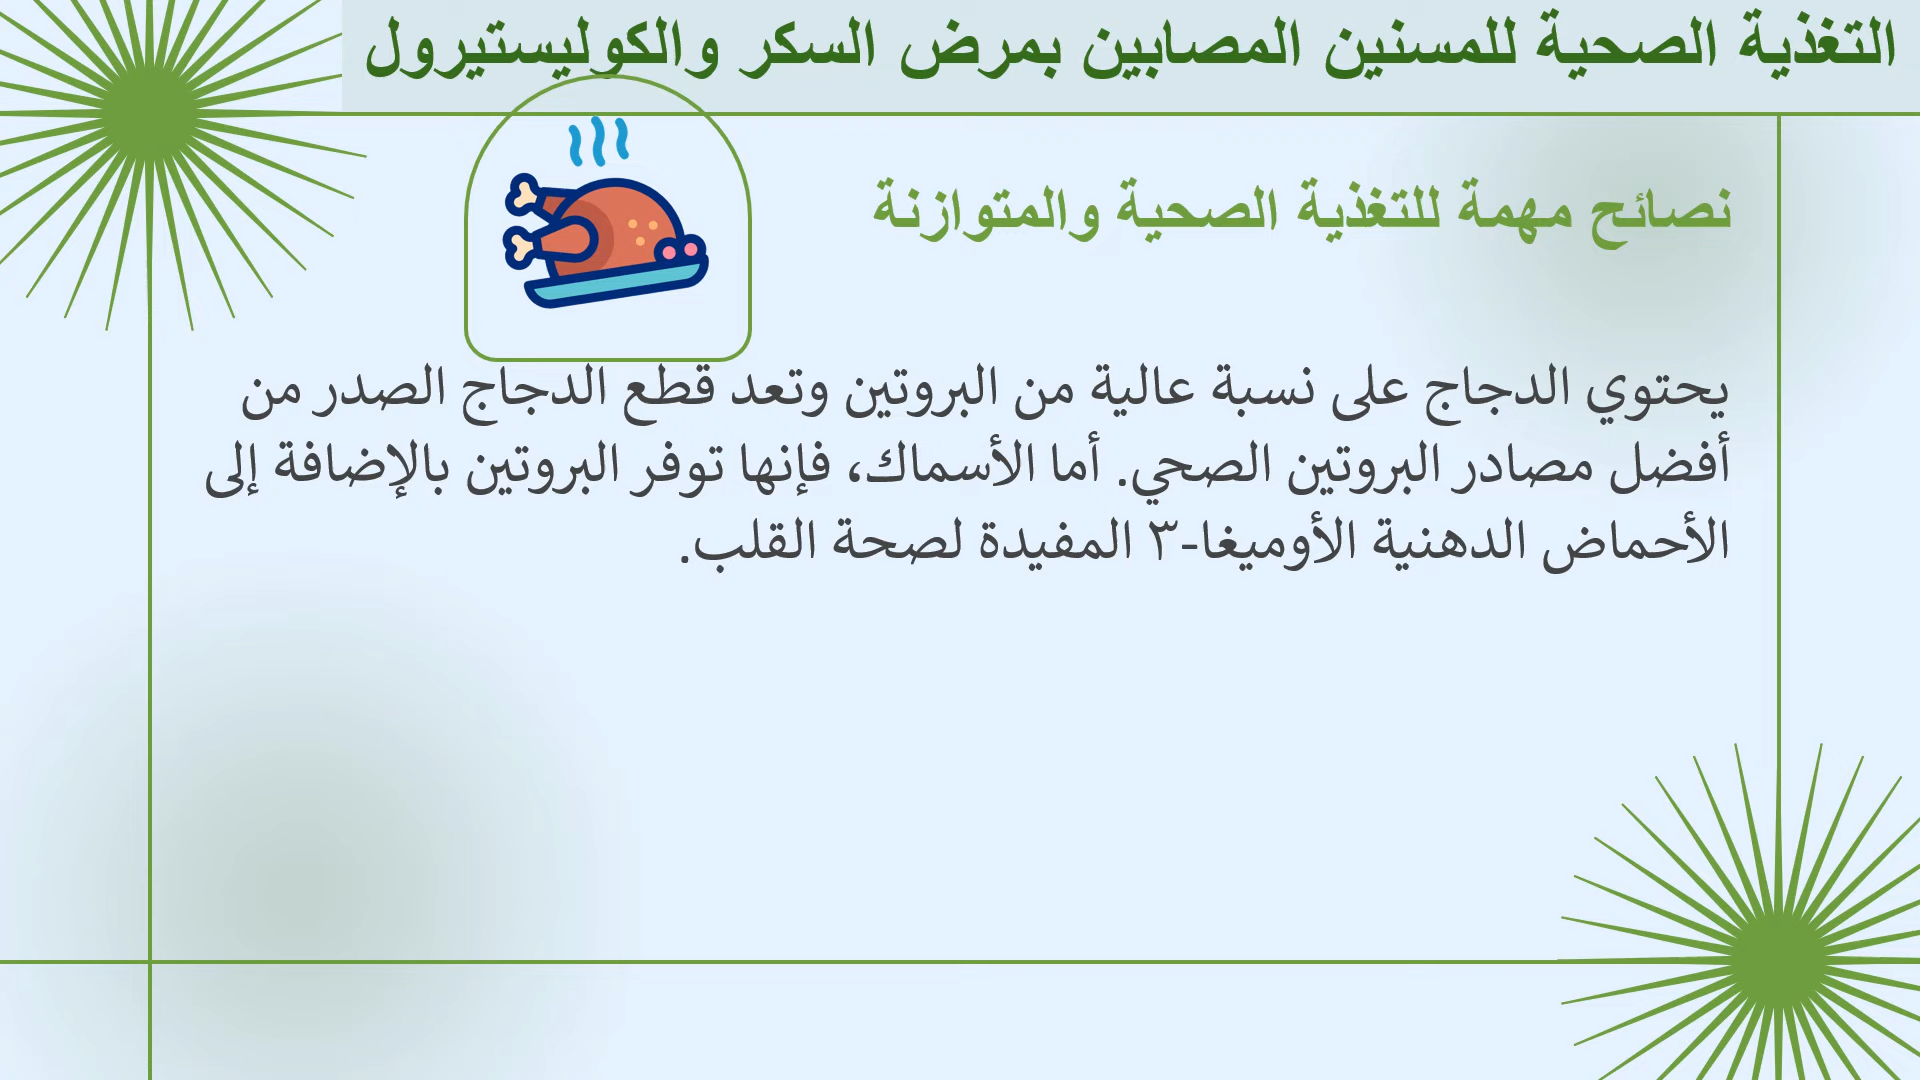 التغذية الصحية للمسنين المصابين بمرض السكر والكوليستيرول
نصائح مهمة للتغذية الصحية والمتوازنة
يحتوي الدجاج على نسبة عالية من البروتين وتعد قطع الدجاج الصدر من
أفضل مصادر البروتين الصحي. أما الأسماك، فإنها توفر البروتين بالإضافة إلى
الأحماض الدهنية الأوميغا-٣ المفيدة لصحة القلب.